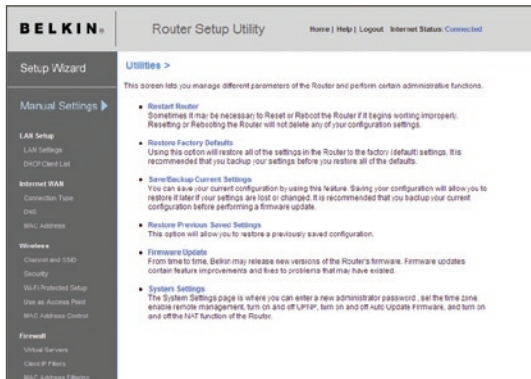 BELKIN®
Router Setup Utility
Home | Help | Logout Internet Status: Connected
Setup Wizard
Manual Settings
LAN Setup
LAN Settings
DHCP Client List
Internet WAN
Connection Type
DNS
MAC Address
Wireless
Channel and SSID
Security
Wi-Fi Protected Setup
Use as Access Point
MAC Address Control
Firewall
Virtual Servers
Client IP Filters
MAC Address Filtering
Utilities >
This screen lets you manage different parameters of the Router and perform certain administrative functions.
• Restart Router
Sometimes it may be necessary to Reset or Reboot the Router if it begins working improperly.
Resetting or Rebooting the Router will not delete any of your configuration settings.
• Restore Factory Defaults
Using this option will restore all of the settings in the Router to the factory (default) settings. It is
recommended that you backup your settings before you restore all of the defaults.
• Save/Backup Current Settings
You can save your current configuration by using this feature. Saving your configuration will allow you to
restore it later if your settings are lost or changed. It is recommended that you backup your current
configuration before performing a firmware update.
• Restore Previous Saved Settings
This option will allow you to restore a previously saved configuration.
• Firmware Update
From time to time, Belkin may release new versions of the Router's firmware. Firmware updates
contain feature improvements and fixes to problems that may have existed.
• System Settings
The System Settings page is where you can enter a new administrator password , set the time zone,
enable remote management, turn on and off UPNP, turn on and off Auto Update Firmware, and turn on
and off the NAT function of the Router.